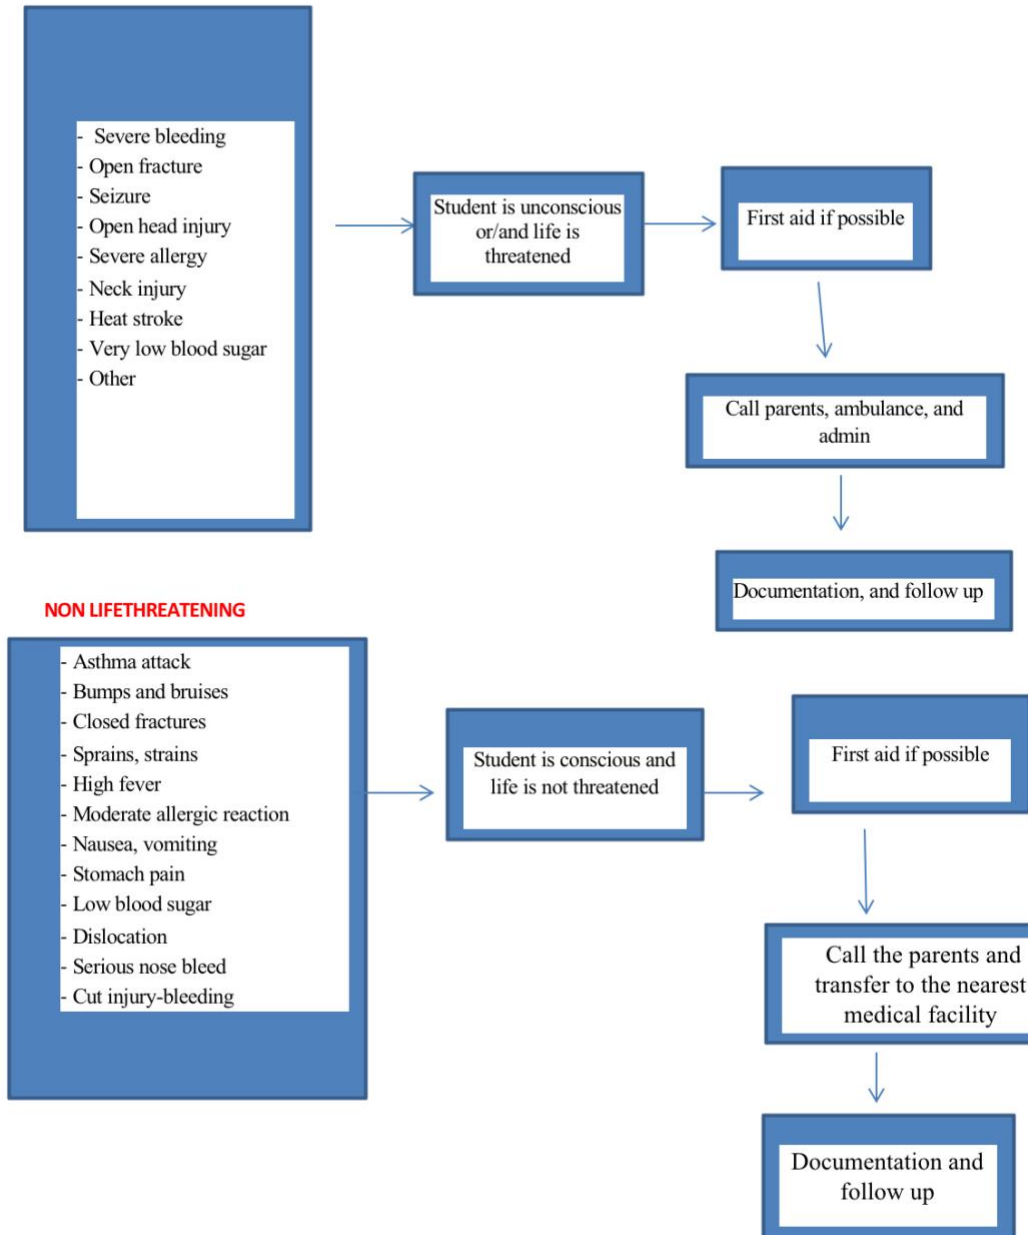 - Severe bleeding
- Open fracture
- Seizure
- Open head injury
- Severe allergy
- Neck injury
- Heat stroke
- Very low blood sugar
- Other
Student is unconscious
or/and life is
threatened
First aid if possible
Call parents, ambulance, and
admin
Documentation, and follow up
NON LIFETHREATENING
- Asthma attack
- Bumps and bruises
- Closed fractures
- Sprains, strains
- High fever
- Moderate allergic reaction
- Nausea, vomiting
- Stomach pain
- Low blood sugar
- Dislocation
- Serious nose bleed
- Cut injury-bleeding
Student is conscious and
life is not threatened
First aid if possible
Call the parents and
transfer to the nearest
medical facility
Documentation and
follow up